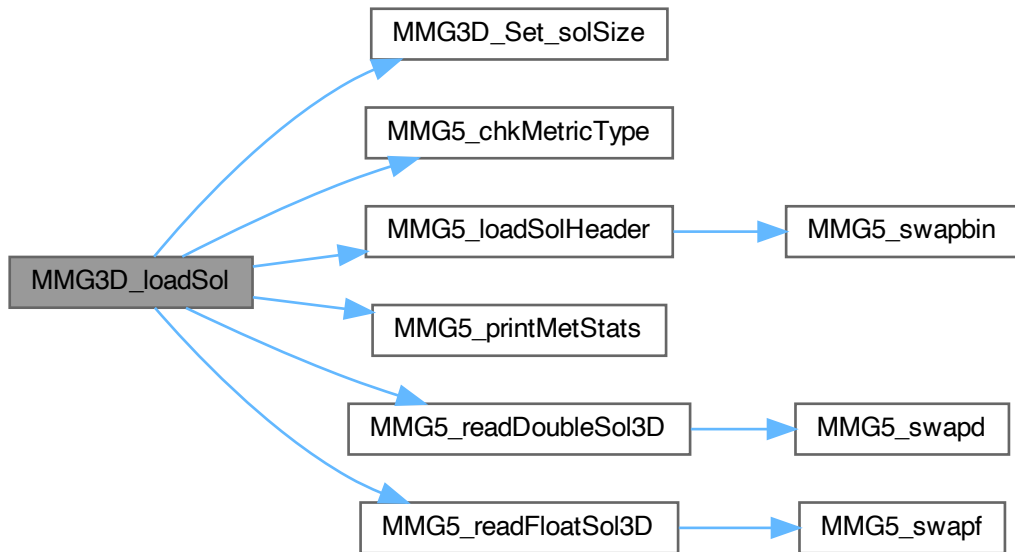 MMG3D_Set_solSize
MMG5_chkMetricType
MMG5_loadSolHeader
MMG5_swapbin
MMG3D_loadSol
MMG5_printMetStats
MMG5_readDoubleSol3D
MMG5_swapd
MMG5_readFloatSol3D
MMG5_swapf